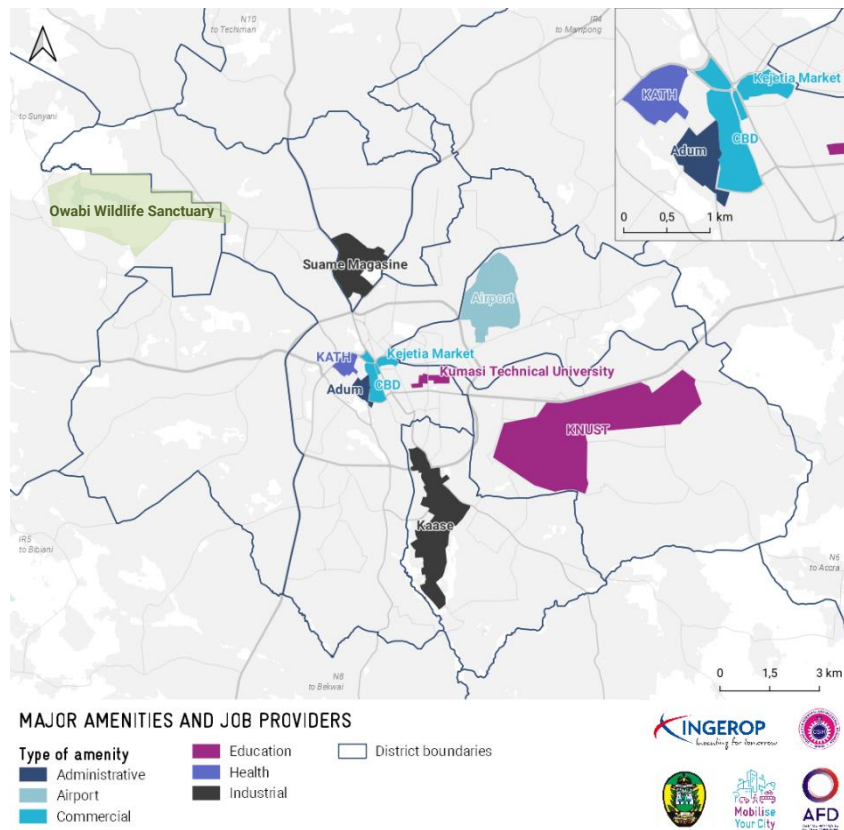 N10
to Techiman
IR4
to Mampong
to Sunyani
Owabi Wildlife Sanctuary
Suame Magasine
Airport
KATH
Kejetia Market
Adum
CBD
Kumasi Technical University
KNUST
Kaase
IR5
to Bibiani
N6
to Accra
N8
to Bekwai
KATH
Kejetia Market
CBD
Adum
0 0,5 1 km
0 1,5 3 km
MAJOR AMENITIES AND JOB PROVIDERS
Type of amenity
Administrative
Airport
Commercial
Education
Health
Industrial
District boundaries
INGEROP
Inventing for tomorrow
CSIR
Mobilise
Your City
AFD